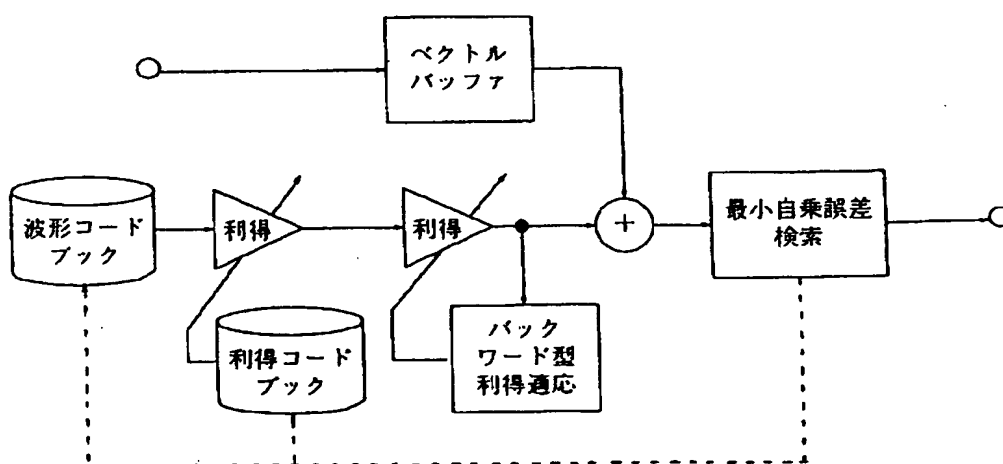 ベクトル
バッファ
波形コード
ブック
利得
利得
+
最小自乗誤差
検索
利得コード
ブック
バック
ワード型
利得適応